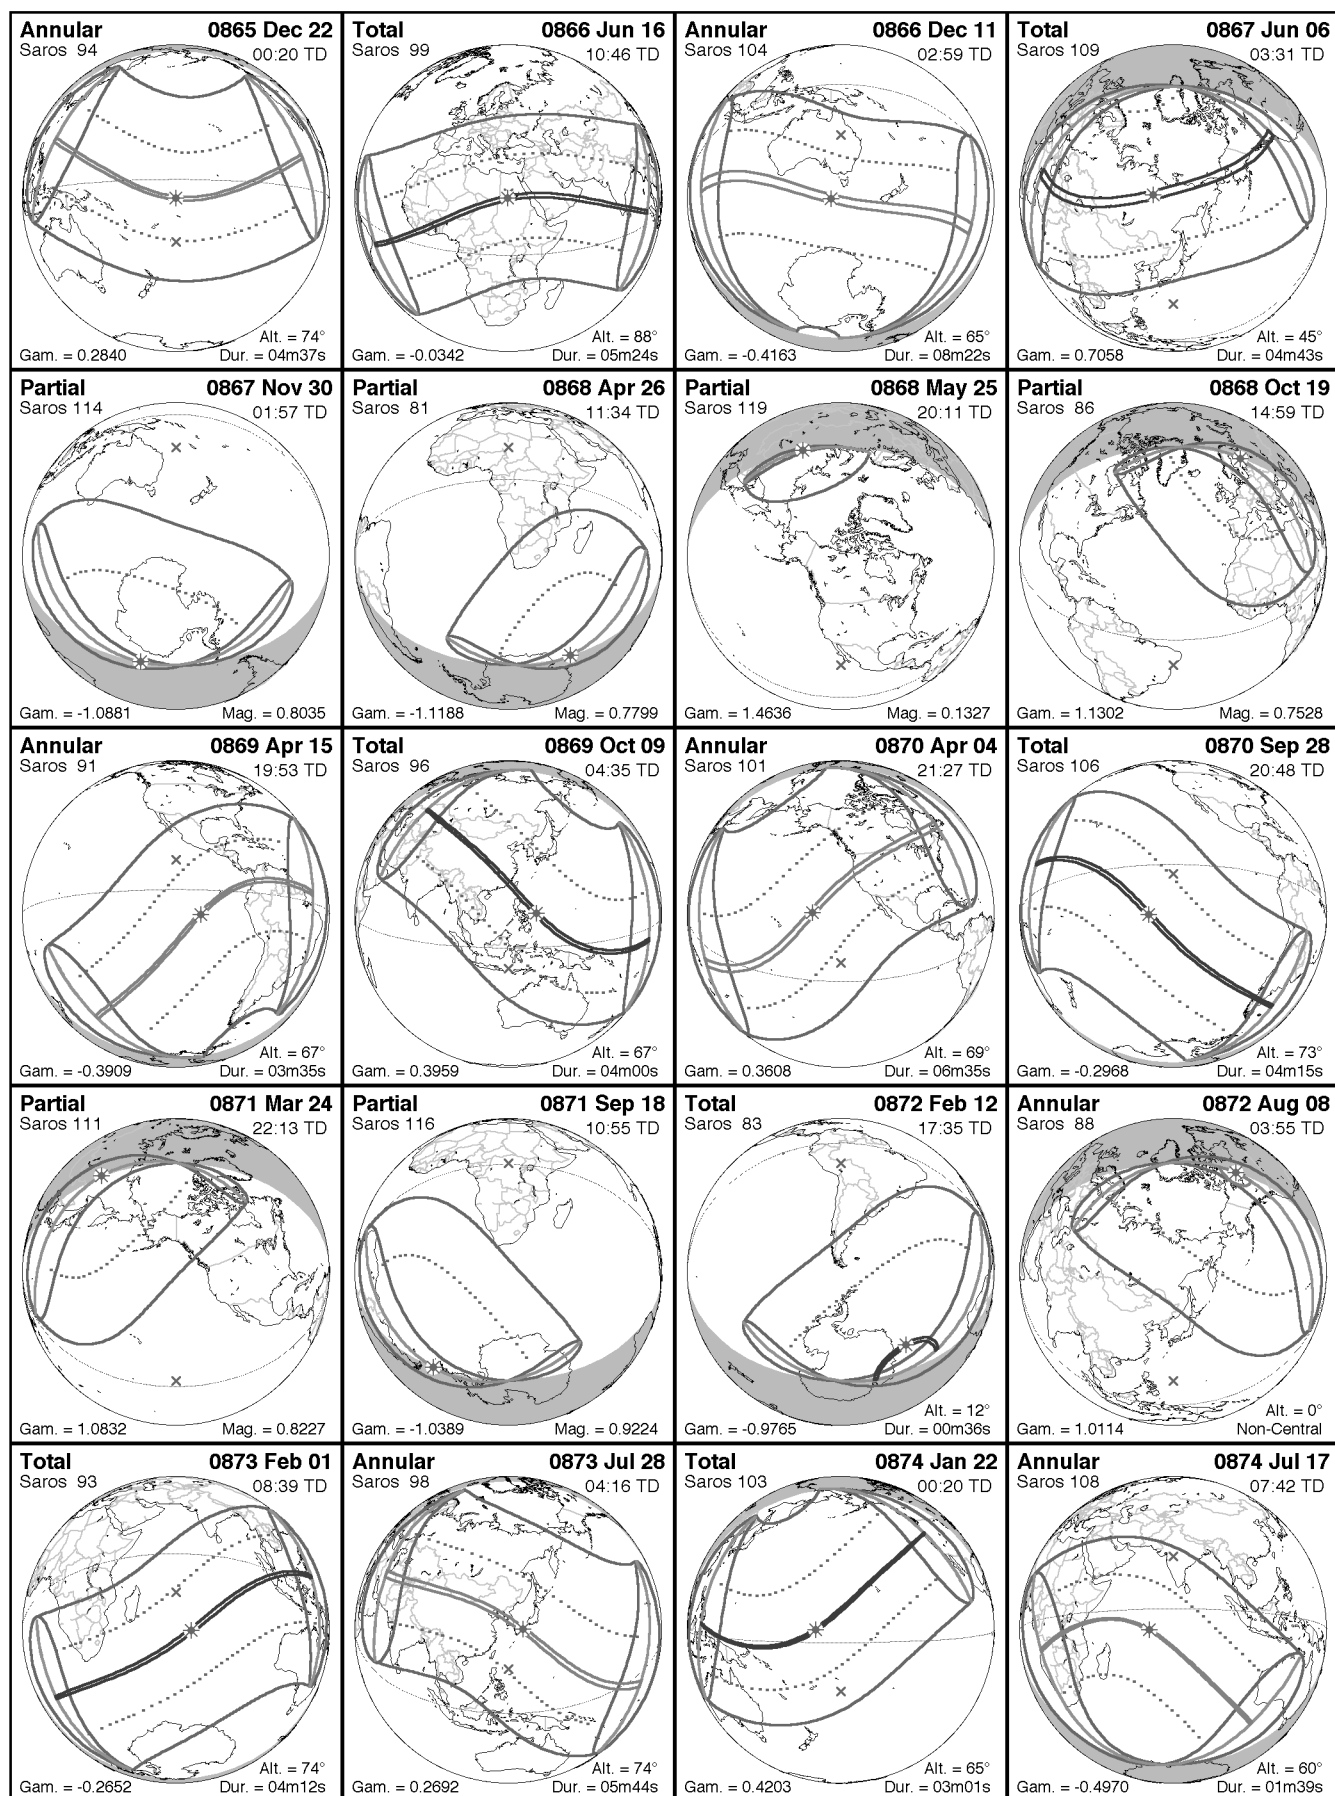 Annular 0865 Dec 22
Saros 94 00:20 TD
Alt. = 74°
Gam. = 0.2840 Dur. = 04m37s
Total 0866 Jun 16
Saros 99 10:46 TD
Alt. = 88°
Gam. = -0.0342 Dur. = 05m24s
Annular 0866 Dec 11
Saros 104 02:59 TD
Alt. = 65°
Gam. = -0.4163 Dur. = 08m22s
Total 0867 Jun 06
Saros 109 03:31 TD
Alt. = 45°
Gam. = 0.7058 Dur. = 04m43s
Partial 0867 Nov 30
Saros 114 01:57 TD
Gam. = -1.0881 Mag. = 0.8035
Partial 0868 Apr 26
Saros 81 11:34 TD
Gam. = -1.1188 Mag. = 0.7799
Partial 0868 May 25
Saros 119 20:11 TD
Gam. = 1.4636 Mag. = 0.1327
Partial 0868 Oct 19
Saros 86 14:59 TD
Gam. = 1.1302 Mag. = 0.7528
Annular 0869 Apr 15
Saros 91 19:53 TD
Alt. = 67°
Gam. = -0.3909 Dur. = 03m35s
Total 0869 Oct 09
Saros 96 04:35 TD
Alt. = 67°
Gam. = 0.3959 Dur. = 04m00s
Annular 0870 Apr 04
Saros 101 21:27 TD
Alt. = 69°
Gam. = 0.3608 Dur. = 06m35s
Total 0870 Sep 28
Saros 106 20:48 TD
Alt. = 73°
Gam. = -0.2968 Dur. = 04m15s
Partial 0871 Mar 24
Saros 111 22:13 TD
Gam. = 1.0832 Mag. = 0.8227
Partial 0871 Sep 18
Saros 116 10:55 TD
Gam. = -1.0389 Mag. = 0.9224
Total 0872 Feb 12
Saros 83 17:35 TD
Alt. = 12°
Gam. = -0.9765 Dur. = 00m36s
Annular 0872 Aug 08
Saros 88 03:55 TD
Alt. = 0°
Gam. = 1.0114 Non-Central
Total 0873 Feb 01
Saros 93 08:39 TD
Alt. = 74°
Gam. = -0.2652 Dur. = 04m12s
Annular 0873 Jul 28
Saros 98 04:16 TD
Alt. = 74°
Gam. = 0.2692 Dur. = 05m44s
Total 0874 Jan 22
Saros 103 00:20 TD
Alt. = 65°
Gam. = 0.4203 Dur. = 03m01s
Annular 0874 Jul 17
Saros 108 07:42 TD
Alt. = 60°
Gam. = -0.4970 Dur. = 01m39s